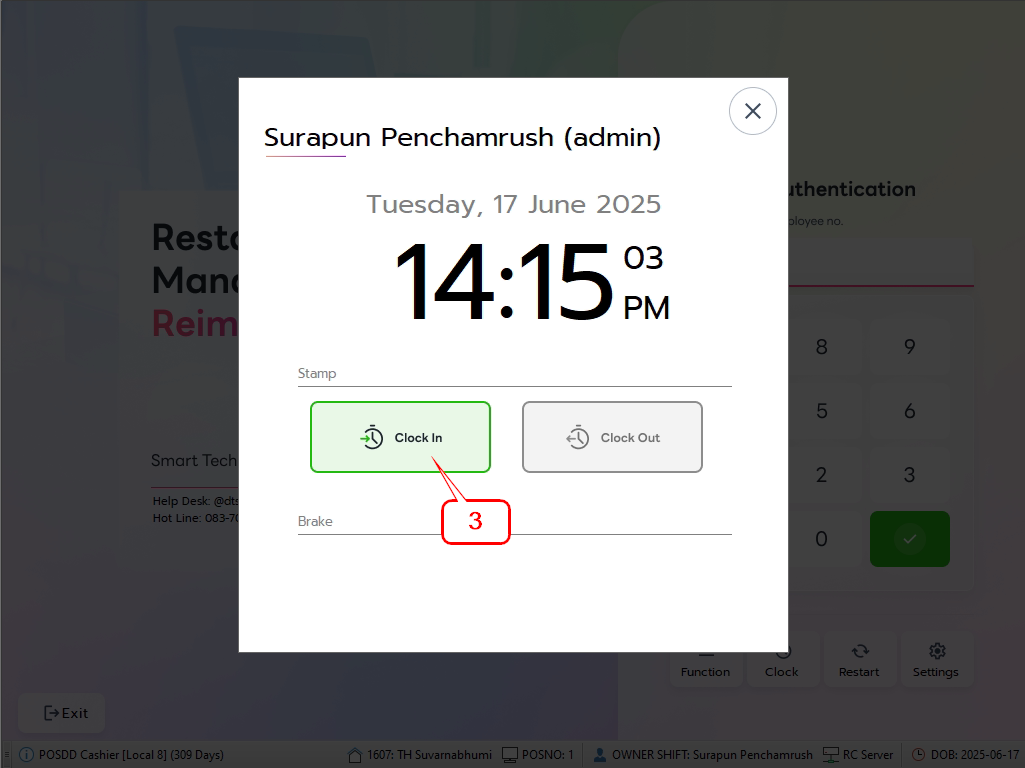 Surapun Penchamrush (admin)
Tuesday, 17 June 2025
14:15 03 PM
Stamp
Clock In
Clock Out
3
Brake
uthentication
ployee no.
Resta
Mana
Reim
8 9
5 6
2 3
0
Smart Tech
Help Desk: @dts
Hot Line: 083-70
Function
Clock
Restart
Settings
Exit
POSDD Cashier [Local 8] (309 Days)
1607: TH Suvarnabhumi
POSNO: 1
OWNER SHIFT: Surapun Penchamrush
RC Server
DOB: 2025-06-17